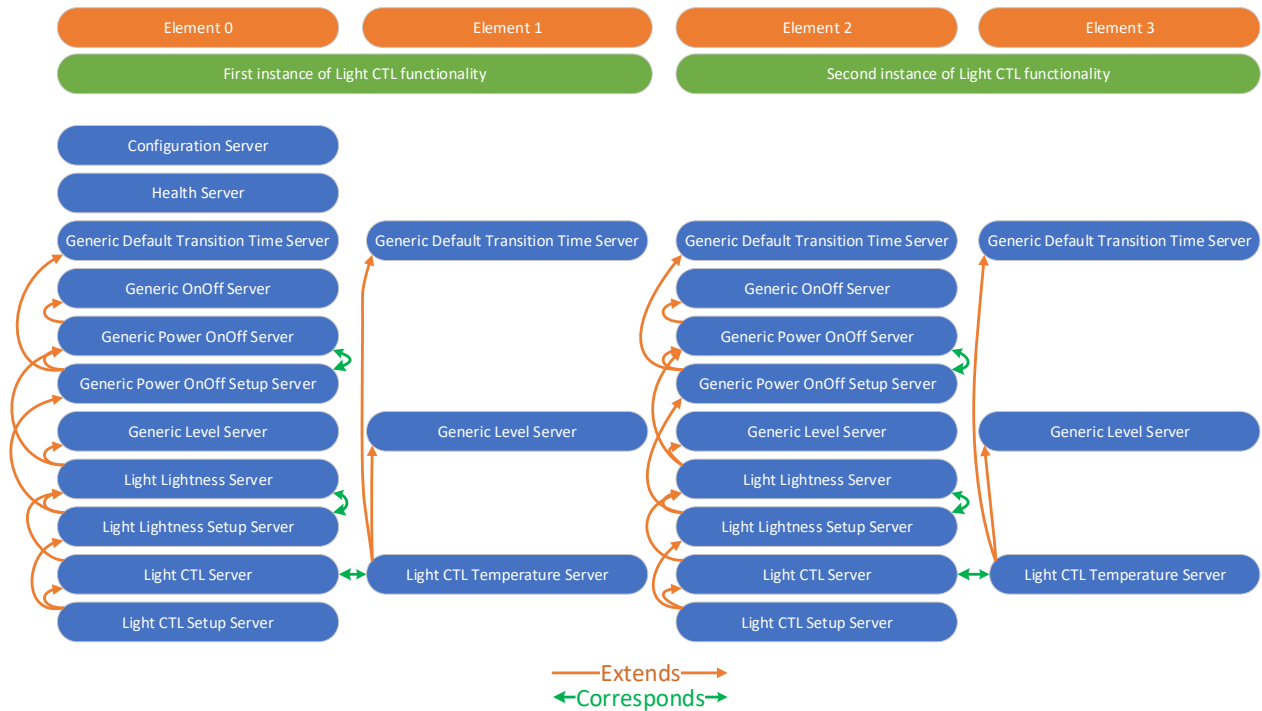 Element 0
Element 1
Element 2
Element 3
First instance of Light CTL functionality
Second instance of Light CTL functionality
Configuration Server
Health Server
Generic Default Transition Time Server
Generic Default Transition Time Server
Generic Default Transition Time Server
Generic Default Transition Time Server
Generic OnOff Server
Generic OnOff Server
Generic Power OnOff Server
Generic Power OnOff Server
Generic Power OnOff Setup Server
Generic Power OnOff Setup Server
Generic Level Server
Generic Level Server
Generic Level Server
Generic Level Server
Light Lightness Server
Light Lightness Server
Light Lightness Setup Server
Light Lightness Setup Server
Light CTL Server
Light CTL Temperature Server
Light CTL Server
Light CTL Temperature Server
Light CTL Setup Server
Light CTL Setup Server
Extends
Corresponds